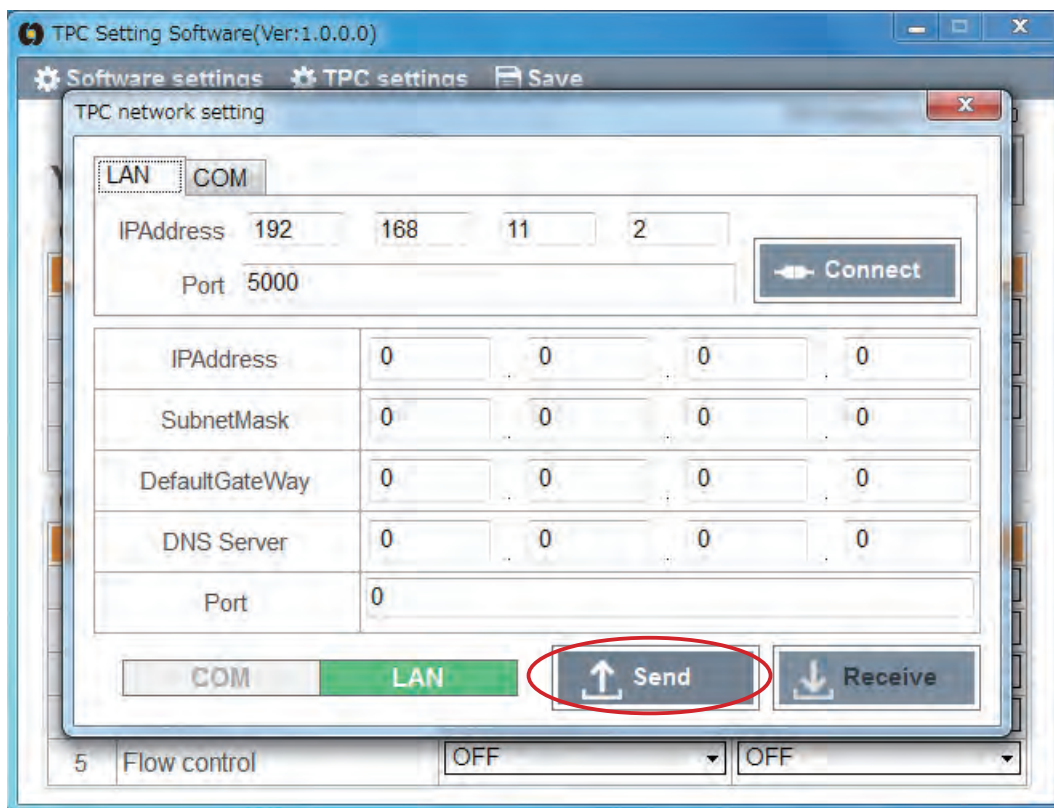 TPC Setting Software(Ver:1.0.0.0)
Software settings TPC settings Save
TPC network setting
LAN COM
IPAddress 192 168 11 2
Port 5000
Connect
IPAddress 0 . 0 . 0 . 0
SubnetMask 0 . 0 . 0 . 0
DefaultGateWay 0 . 0 . 0 . 0
DNS Server 0 . 0 . 0 . 0
Port 0
COM LAN Send Receive
5 Flow control OFF OFF